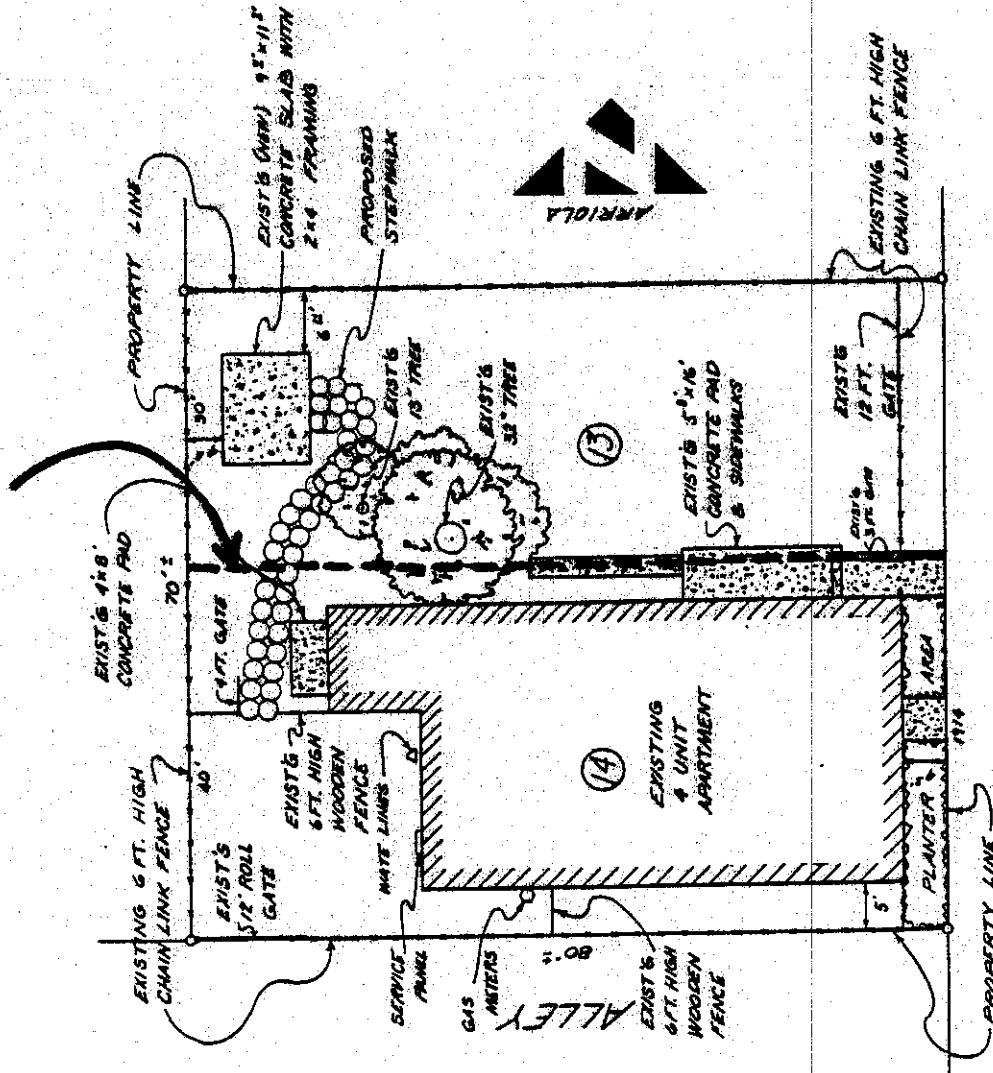 PROPERTY LINE
EXIST'G (NEW) 9'5"x11'5"
CONCRETE SLAB WITH
2x4 FRAMING
PROPOSED
STEPWALK
ARRIOLA
EXIST'G 4'x8'
CONCRETE PAD
70'±
30'
6'
EXIST'G
15" TREE
EXIST'G
32" TREE
4 FT. GATE
40'
EXISTING 6 FT. HIGH
CHAIN LINK FENCE
EXIST'G
12' ROLL
GATE
EXIST'G
6 FT. HIGH
WOODEN
FENCE
SERVICE
PANEL
GAS
METERS
ALLEY
80'±
EXIST'G
6 FT. HIGH
WOODEN
FENCE
14
EXISTING
4 UNIT
APARTMENT
13
EXIST'G 5'x16'
CONCRETE PAD
& SIDEWALKS
EXIST'G
3 FT. GATE
EXIST'G
12 FT.
GATE
EXISTING 6 FT. HIGH
CHAIN LINK FENCE
5'
PLANTER
AREA
1914
PROPERTY LINE